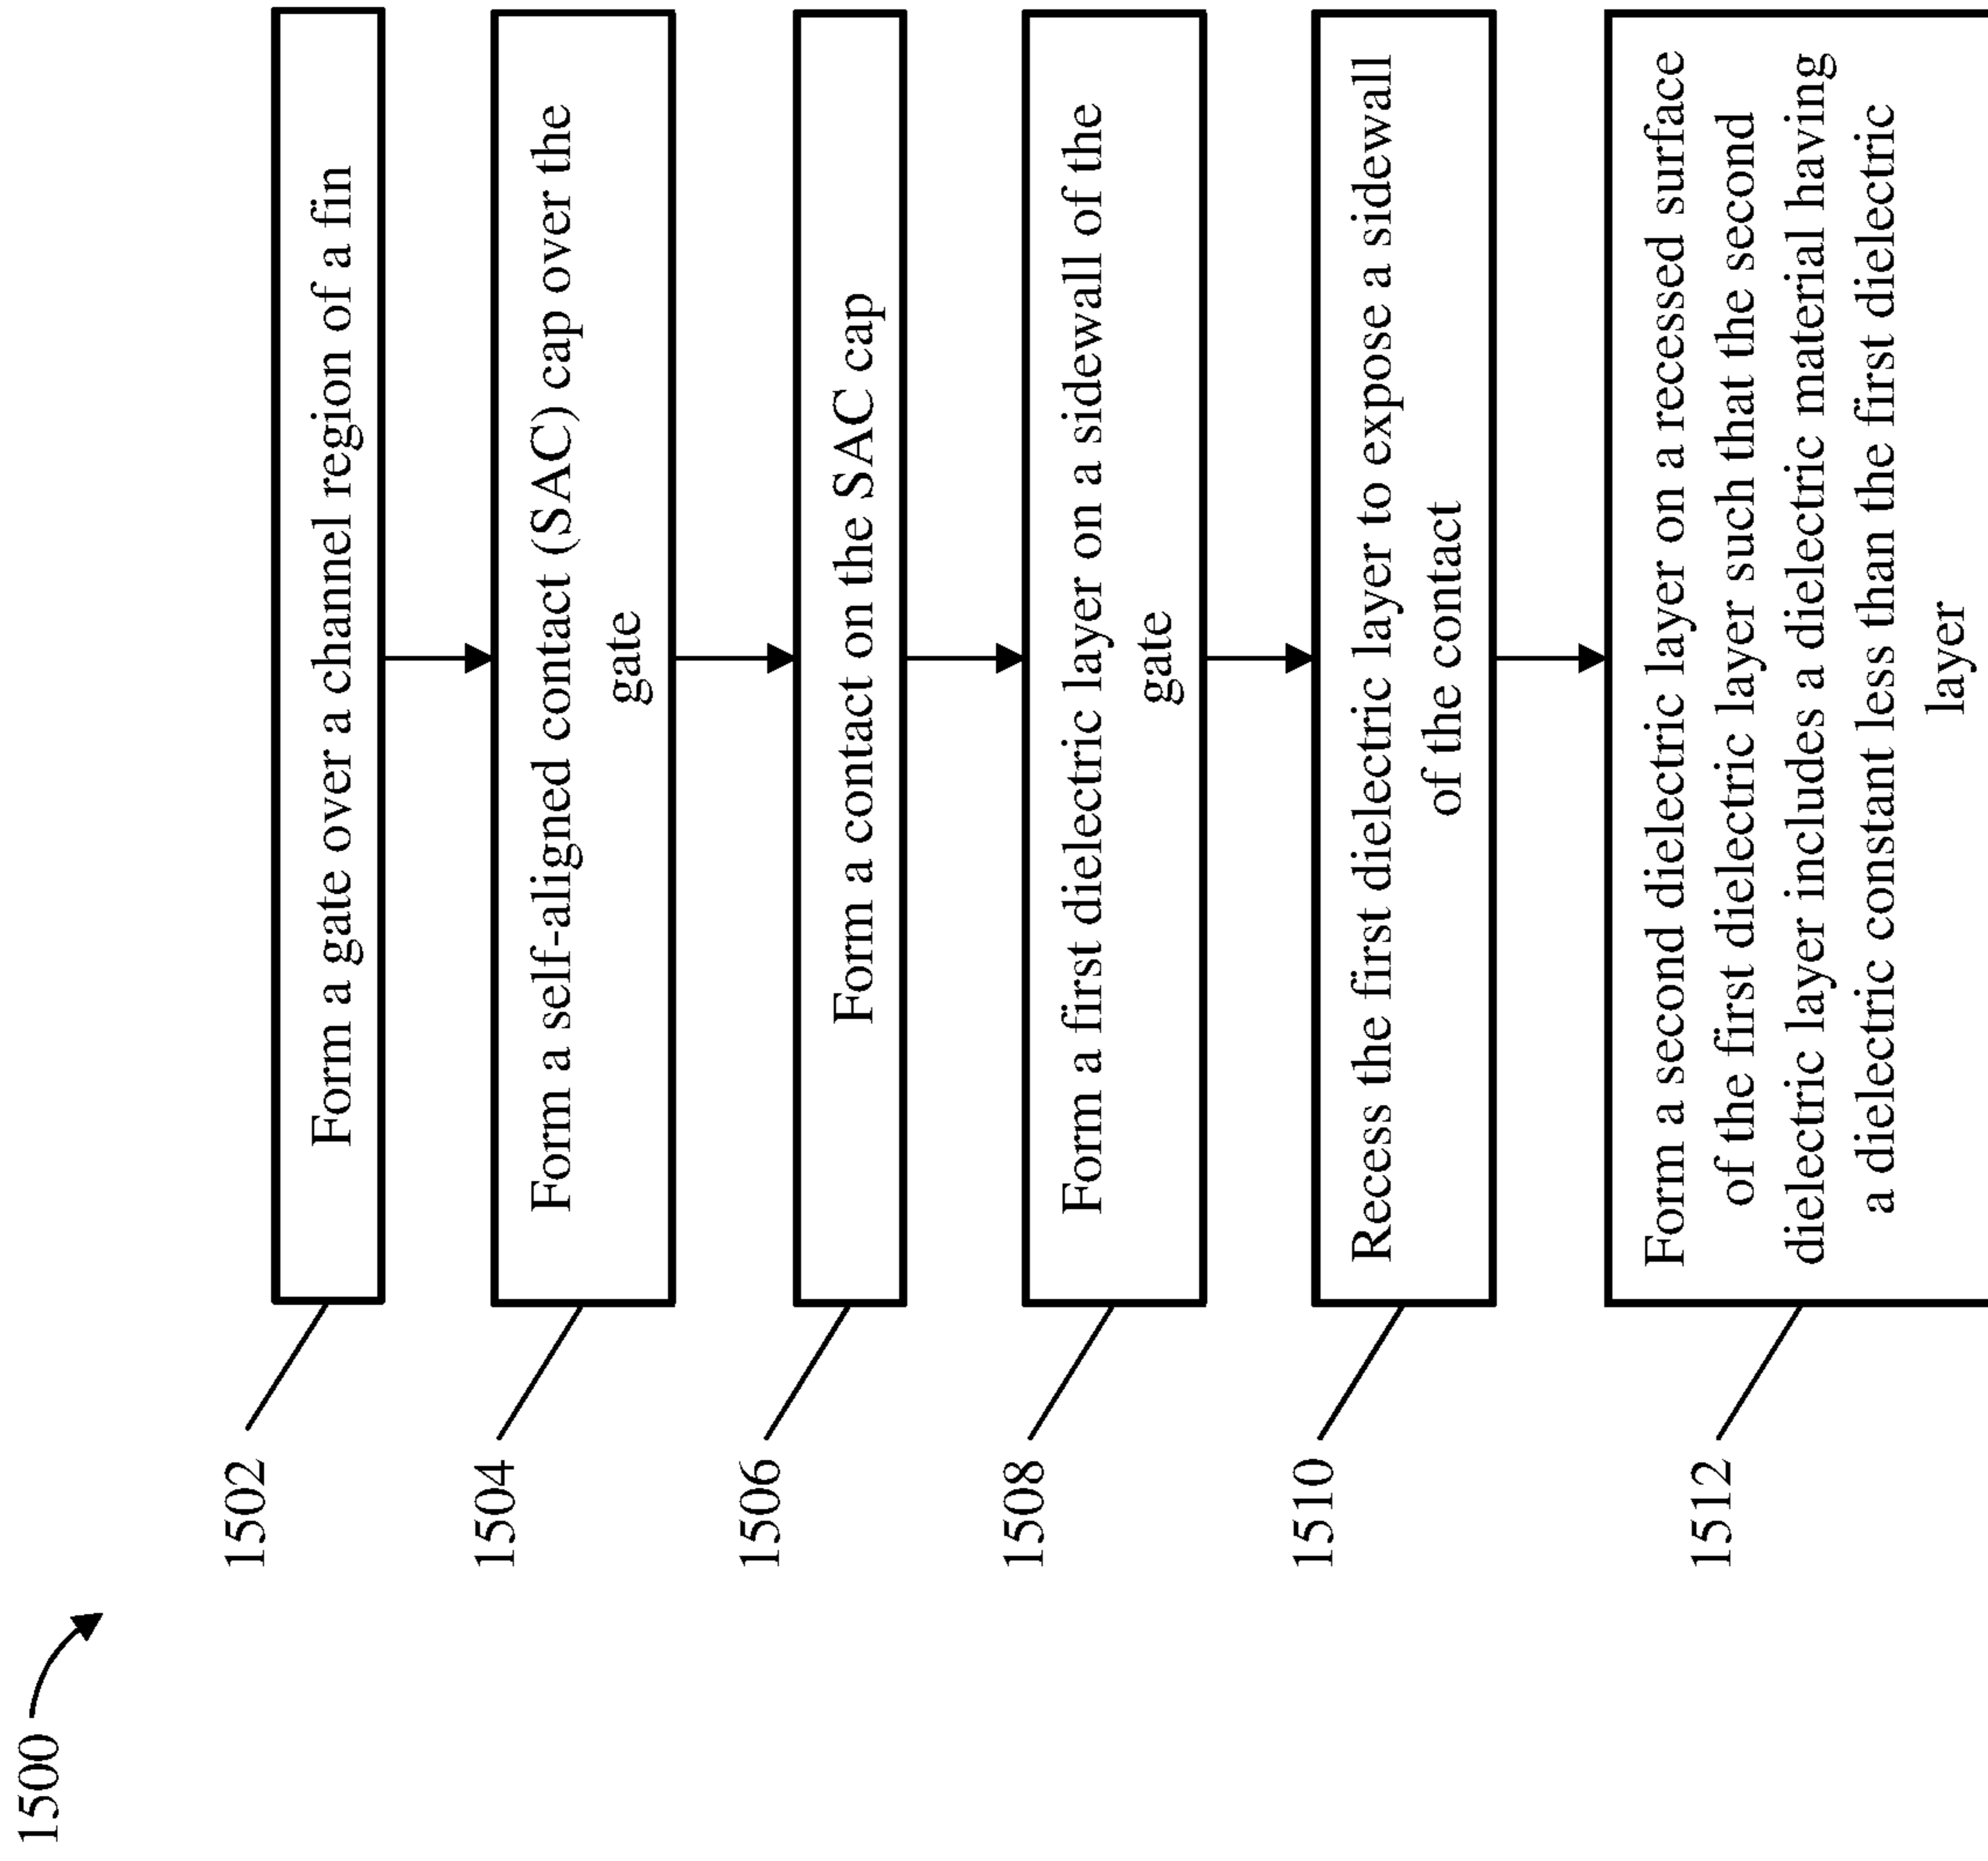 1500
1502
Form a gate over a channel region of a fin
1504
Form a self-aligned contact (SAC) cap over the
gate
1506
Form a contact on the SAC cap
1508
Form a first dielectric layer on a sidewall of the
gate
1510
Recess the first dielectric layer to expose a sidewall
of the contact
1512
Form a second dielectric layer on a recessed surface
of the first dielectric layer such that the second
dielectric layer includes a dielectric material having
a dielectric constant less than the first dielectric
layer